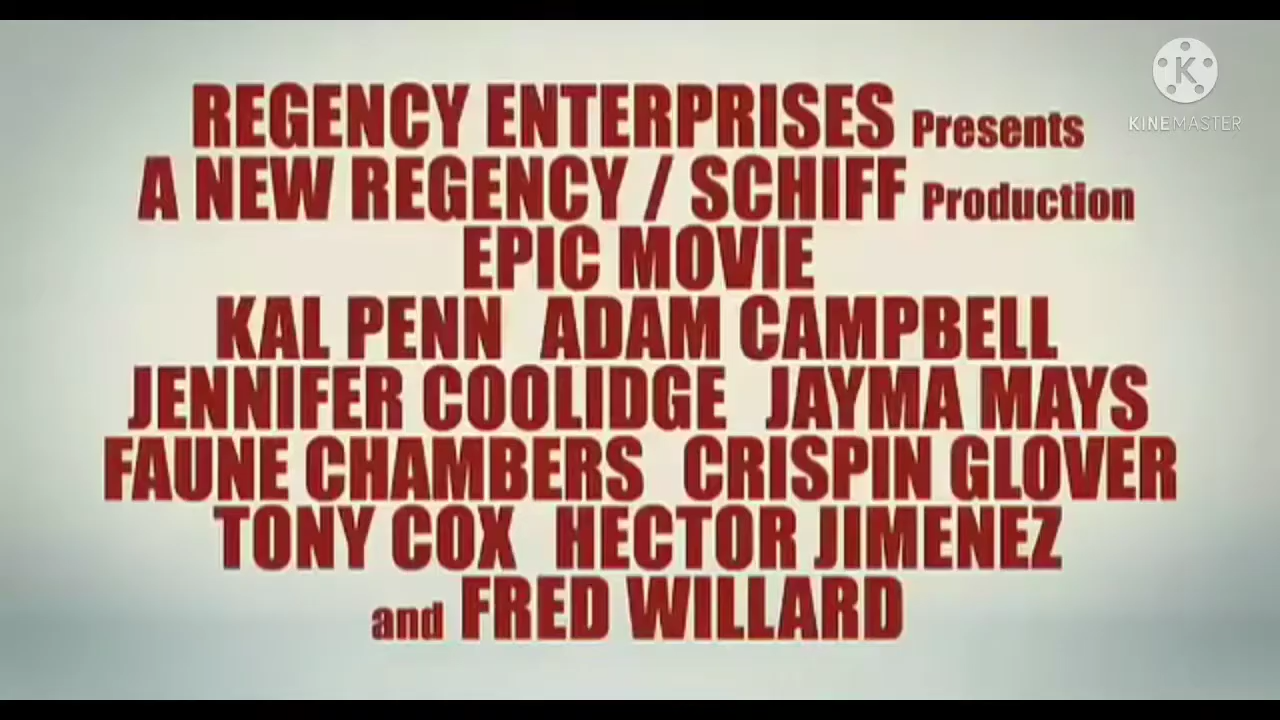 REGENCY ENTERPRISES Presents
A NEW REGENCY / SCHIFF Production
EPIC MOVIE
KAL PENN ADAM CAMPBELL
JENNIFER COOLIDGE JAYMA MAYS
FAUNE CHAMBERS CRISPIN GLOVER
TONY COX HECTOR JIMENEZ
and FRED WILLARD
K
KINEMASTER